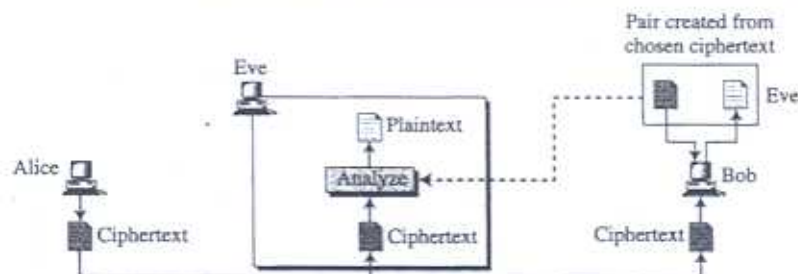 Pair created from
chosen ciphertext
Eve
Eve
Plaintext
Alice
Analyze
Bob
Ciphertext
Ciphertext
Ciphertext